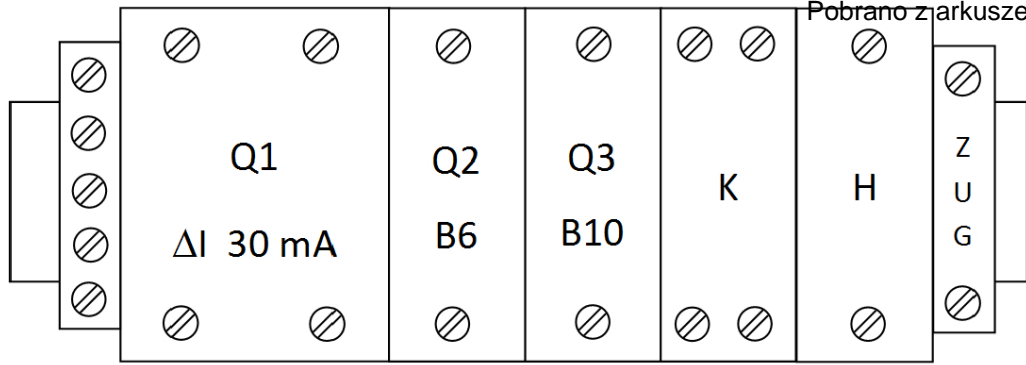 Pobrano z arkusze
Q1
ΔI 30 mA
Q2
B6
Q3
B10
K
H
Z
U
G